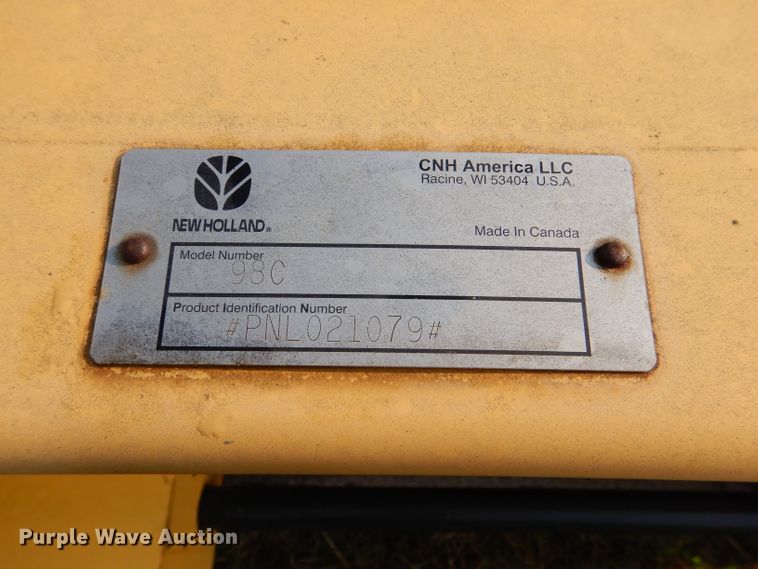 CNH America LLC
Racine, WI 53404 U.S.A.
NEW HOLLAND®
Made In Canada
Model Number
98C
Product Identification Number
#PNL021079#
Purple Wave Auction®